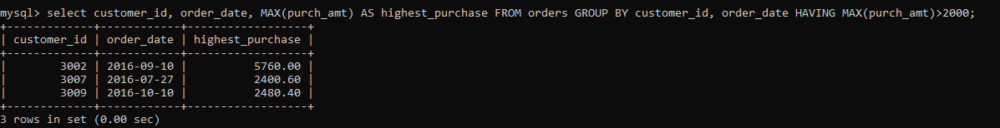 mysql> select customer_id, order_date, MAX(purch_amt) AS highest_purchase FROM orders GROUP BY customer_id, order_date HAVING MAX(purch_amt)>2000;
+-------------+------------+------------------+
| customer_id | order_date | highest_purchase |
+-------------+------------+------------------+
|        3002 | 2016-09-10 |          5760.00 |
|        3007 | 2016-07-27 |          2400.60 |
|        3009 | 2016-10-10 |          2480.40 |
+-------------+------------+------------------+
3 rows in set (0.00 sec)